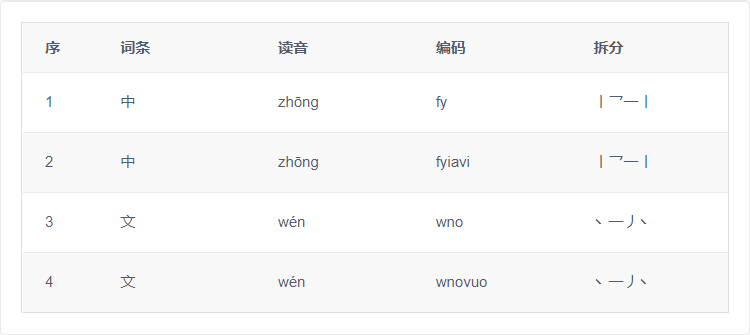 序 词条 读音 编码 拆分
1 中 zhōng fy 丨乛一丨
2 中 zhōng fyiavi 丨乛一丨
3 文 wén wno 丶一丿丶
4 文 wén wnovuo 丶一丿丶